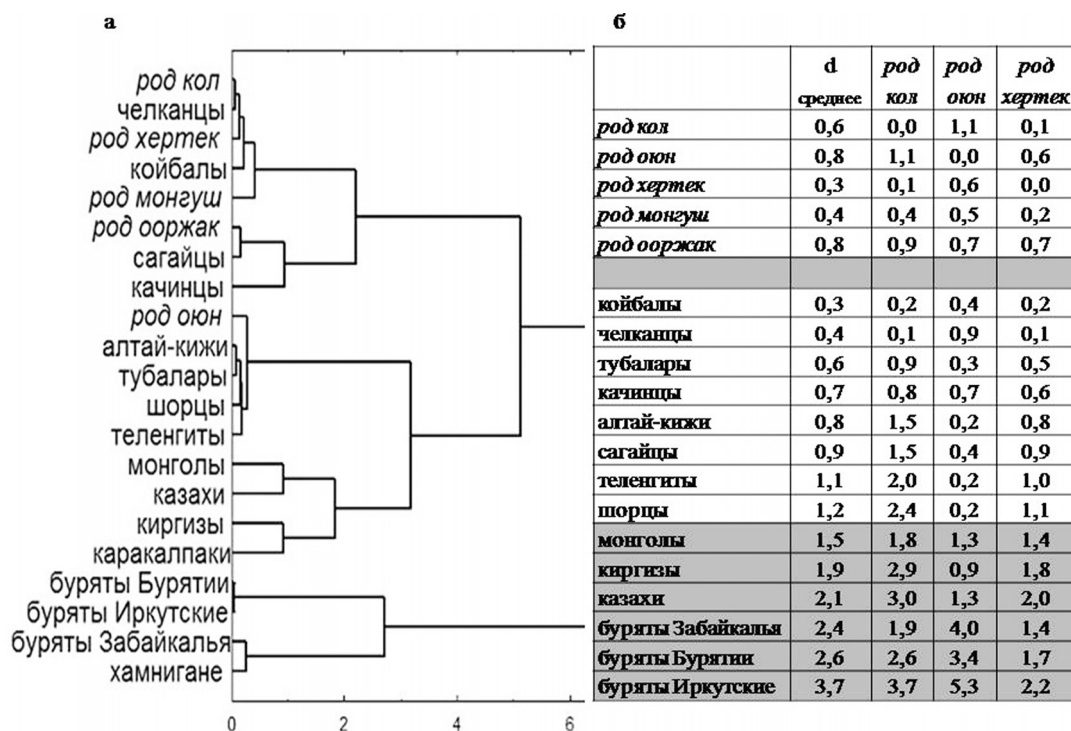 а
род кол
челканцы
род хертек
койбалы
род монгуш
род ооржак
сагайцы
качинцы
род оюн
алтай-кижи
тубалары
шорцы
теленгиты
монголы
казахи
киргизы
каракалпаки
буряты Бурятии
буряты Иркутские
буряты Забайкалья
хамнигане
0 2 4 6
б
d род род род
среднее кол оюн хертек
род кол 0,6 0,0 1,1 0,1
род оюн 0,8 1,1 0,0 0,6
род хертек 0,3 0,1 0,6 0,0
род монгуш 0,4 0,4 0,5 0,2
род ооржак 0,8 0,9 0,7 0,7
койбалы 0,3 0,2 0,4 0,2
челканцы 0,4 0,1 0,9 0,1
тубалары 0,6 0,9 0,3 0,5
качинцы 0,7 0,8 0,7 0,6
алтай-кижи 0,8 1,5 0,2 0,8
сагайцы 0,9 1,5 0,4 0,9
теленгиты 1,1 2,0 0,2 1,0
шорцы 1,2 2,4 0,2 1,1
монголы 1,5 1,8 1,3 1,4
киргизы 1,9 2,9 0,9 1,8
казахи 2,1 3,0 1,3 2,0
буряты Забайкалья 2,4 1,9 4,0 1,4
буряты Бурятии 2,6 2,6 3,4 1,7
буряты Иркутские 3,7 3,7 5,3 2,2